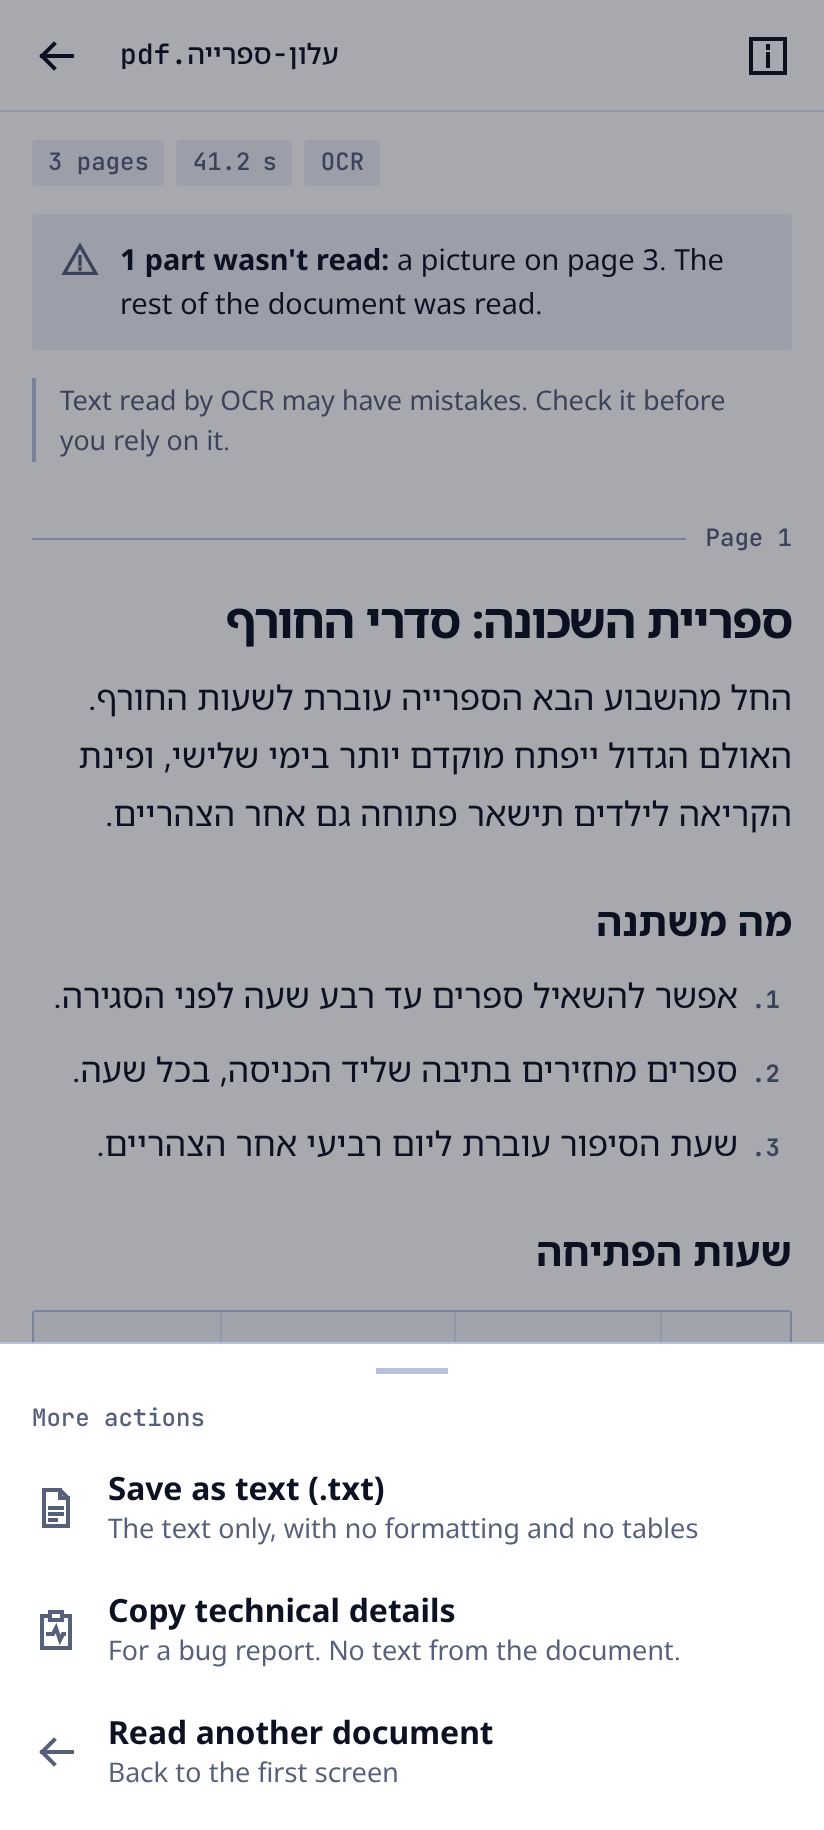 עלון-ספרייה.pdf
3 pages
41.2 s
OCR
1 part wasn't read: a picture on page 3. The
rest of the document was read.
Text read by OCR may have mistakes. Check it before
you rely on it.
Page 1
ספריית השכונה: סדרי החורף
החל מהשבוע הבא הספרייה עוברת לשעות החורף.
האולם הגדול ייפתח מוקדם יותר בימי שלישי, ופינת
הקריאה לילדים תישאר פתוחה גם אחר הצהריים.
מה משתנה
1. אפשר להשאיל ספרים עד רבע שעה לפני הסגירה.
2. ספרים מחזירים בתיבה שליד הכניסה, בכל שעה.
3. שעת הסיפור עוברת ליום רביעי אחר הצהריים.
שעות הפתיחה
More actions
Save as text (.txt)
The text only, with no formatting and no tables
Copy technical details
For a bug report. No text from the document.
Read another document
Back to the first screen